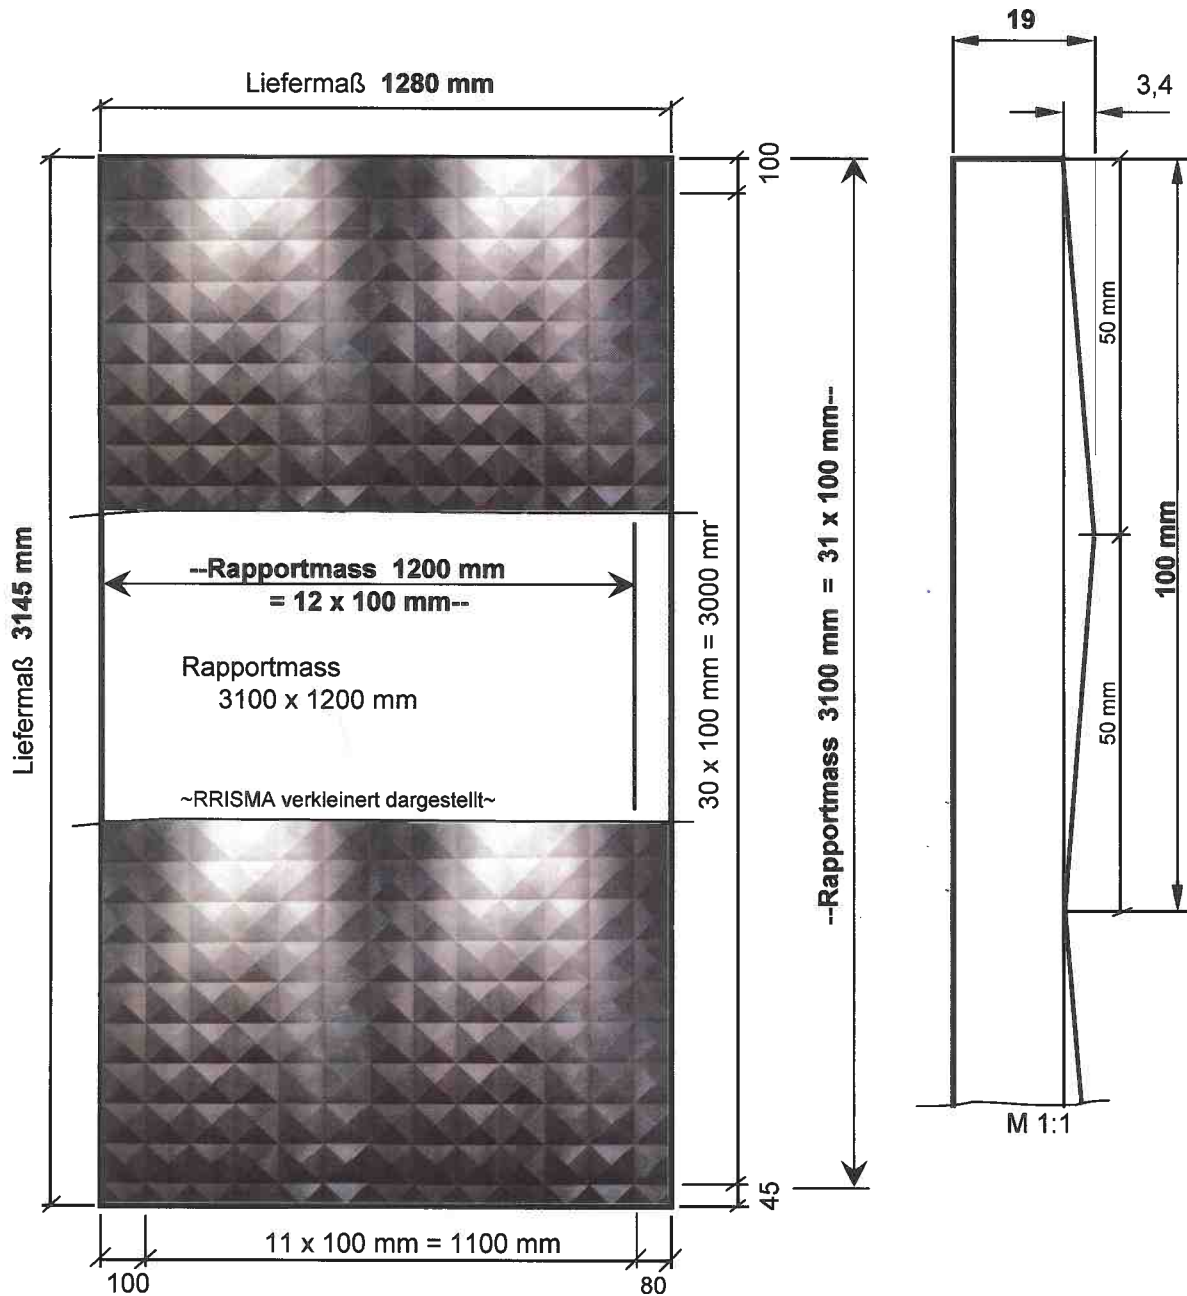 19
3,4
Liefermaß 1280 mm
100
50 mm
100 mm
50 mm
M 1:1
--Rapportmass 3100 mm = 31 x 100 mm--
30 x 100 mm = 3000 mm
Liefermaß 3145 mm
--Rapportmass 1200 mm
= 12 x 100 mm--
Rapportmass
3100 x 1200 mm
~RRISMA verkleinert dargestellt~
45
11 x 100 mm = 1100 mm
100
80